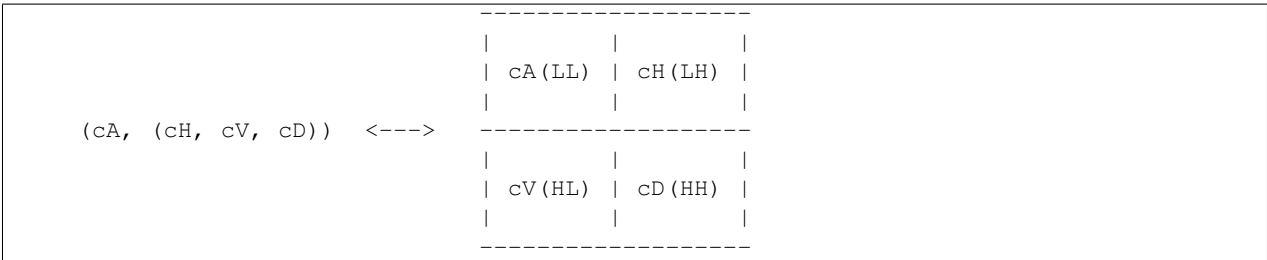 -------------------
|        |        |
| cA(LL) | cH(LH) |
|        |        |
(cA, (cH, cV, cD))  <--->   -------------------
|        |        |
| cV(HL) | cD(HH) |
|        |        |
-------------------